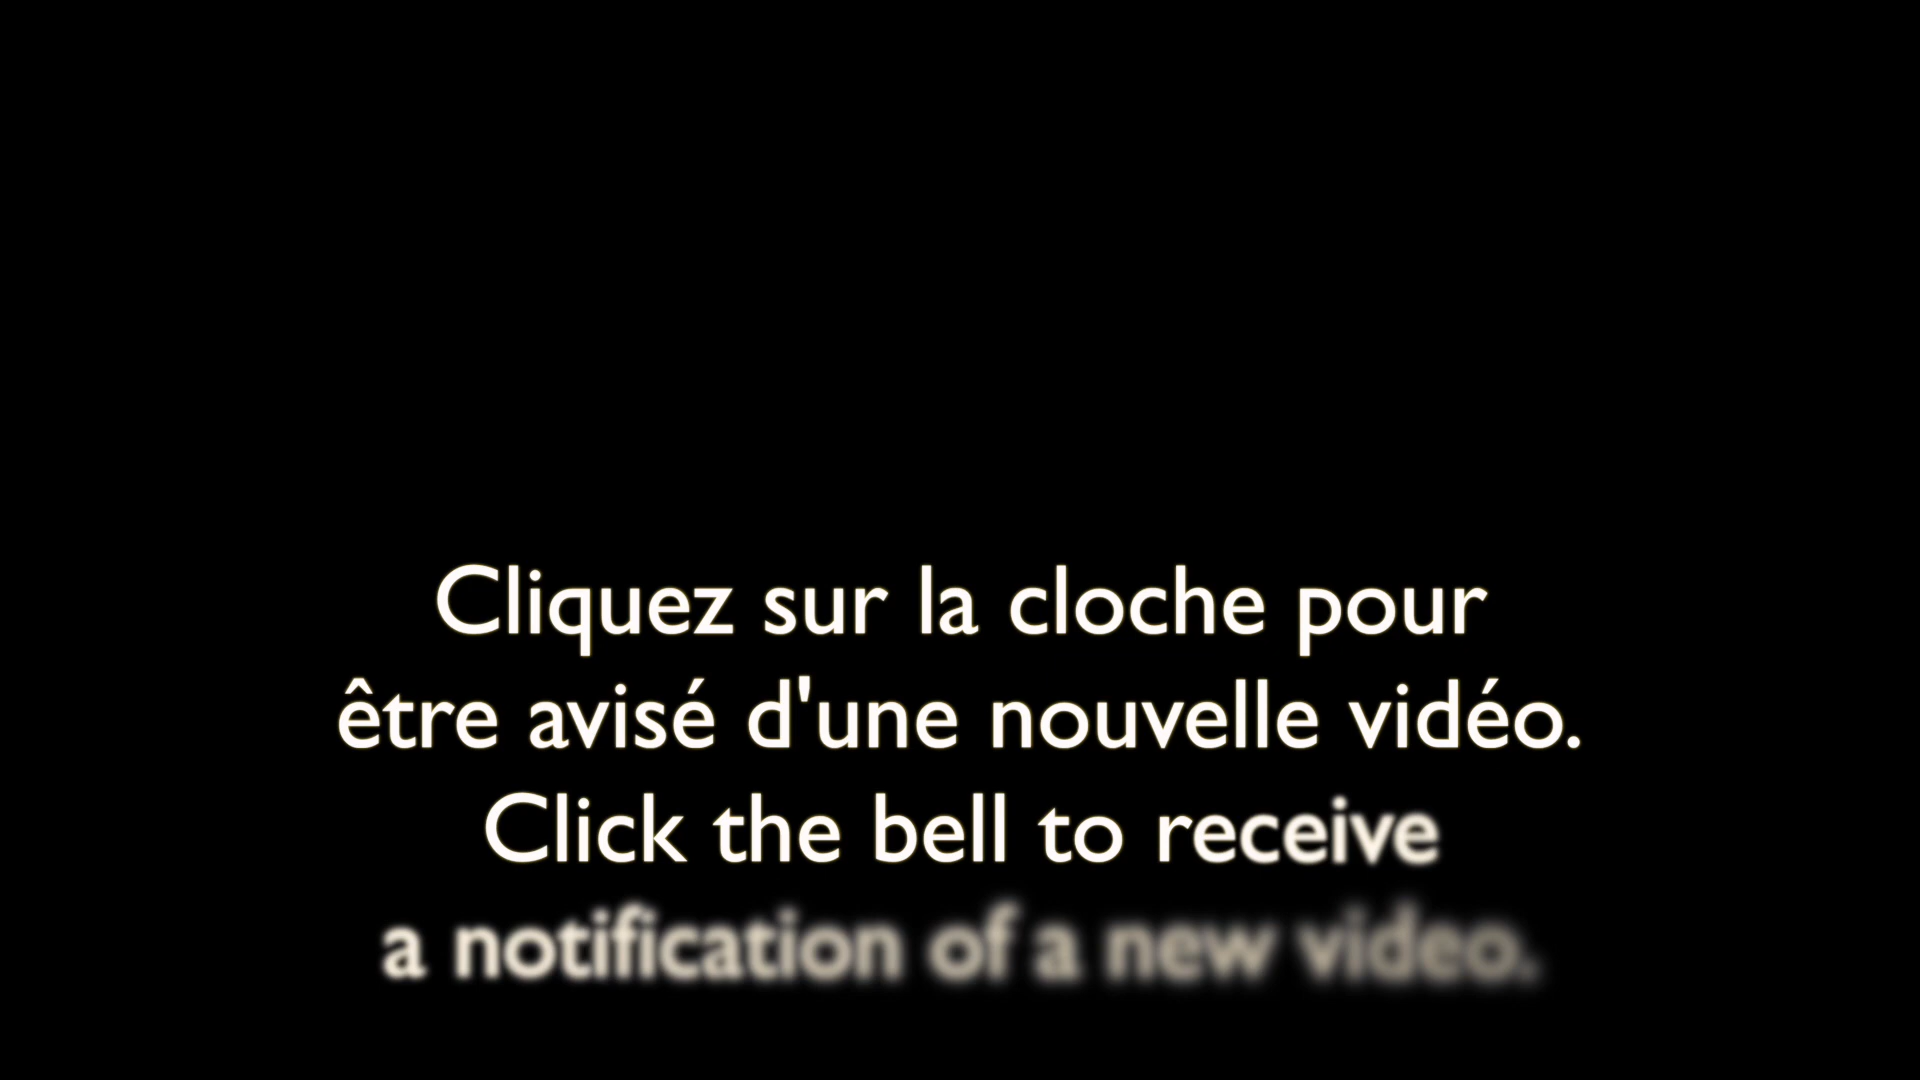 Cliquez sur la cloche pour
être avisé d'une nouvelle vidéo.
Click the bell to receive
a notification of a new video.